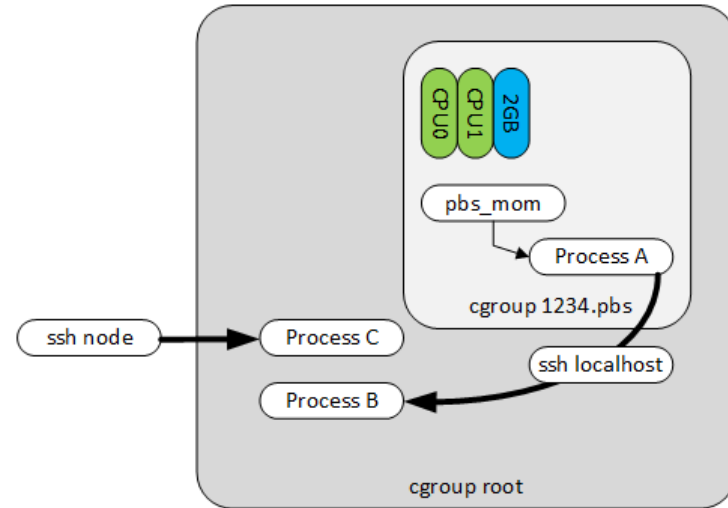 CPU0
CPU1
2GB
pbs_mom
Process A
cgroup 1234.pbs
ssh node
Process C
ssh localhost
Process B
cgroup root